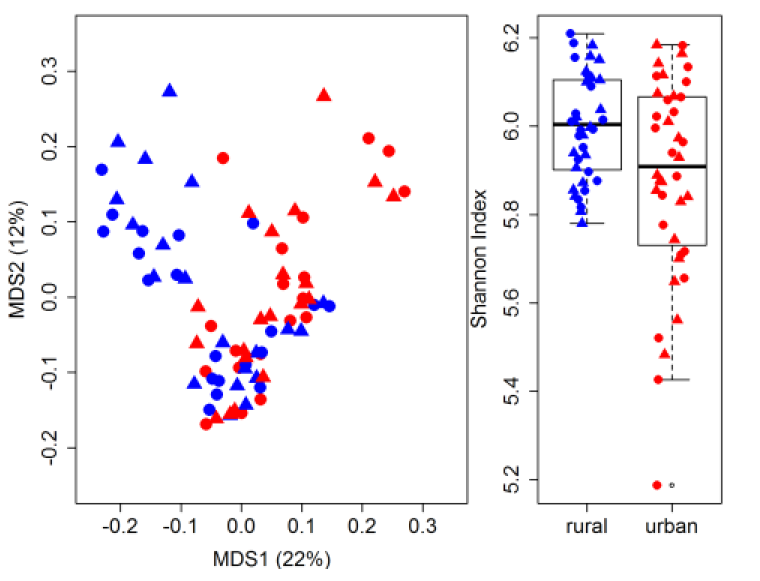 0.3
0.2
0.1
0.0
-0.1
-0.2
MDS2 (12%)
-0.2 -0.1 0.0 0.1 0.2 0.3
MDS1 (22%)
6.2
6.0
5.8
5.6
5.4
5.2
Shannon Index
rural urban